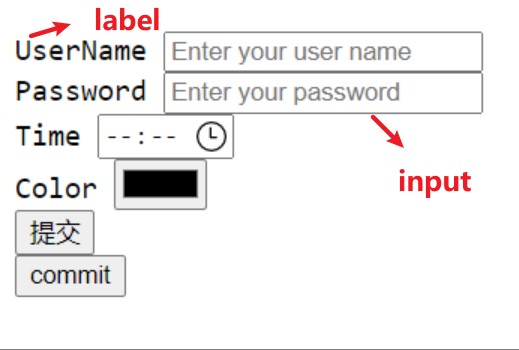 label
UserName Enter your user name
Password Enter your password
Time --:--
input
Color
提交
commit